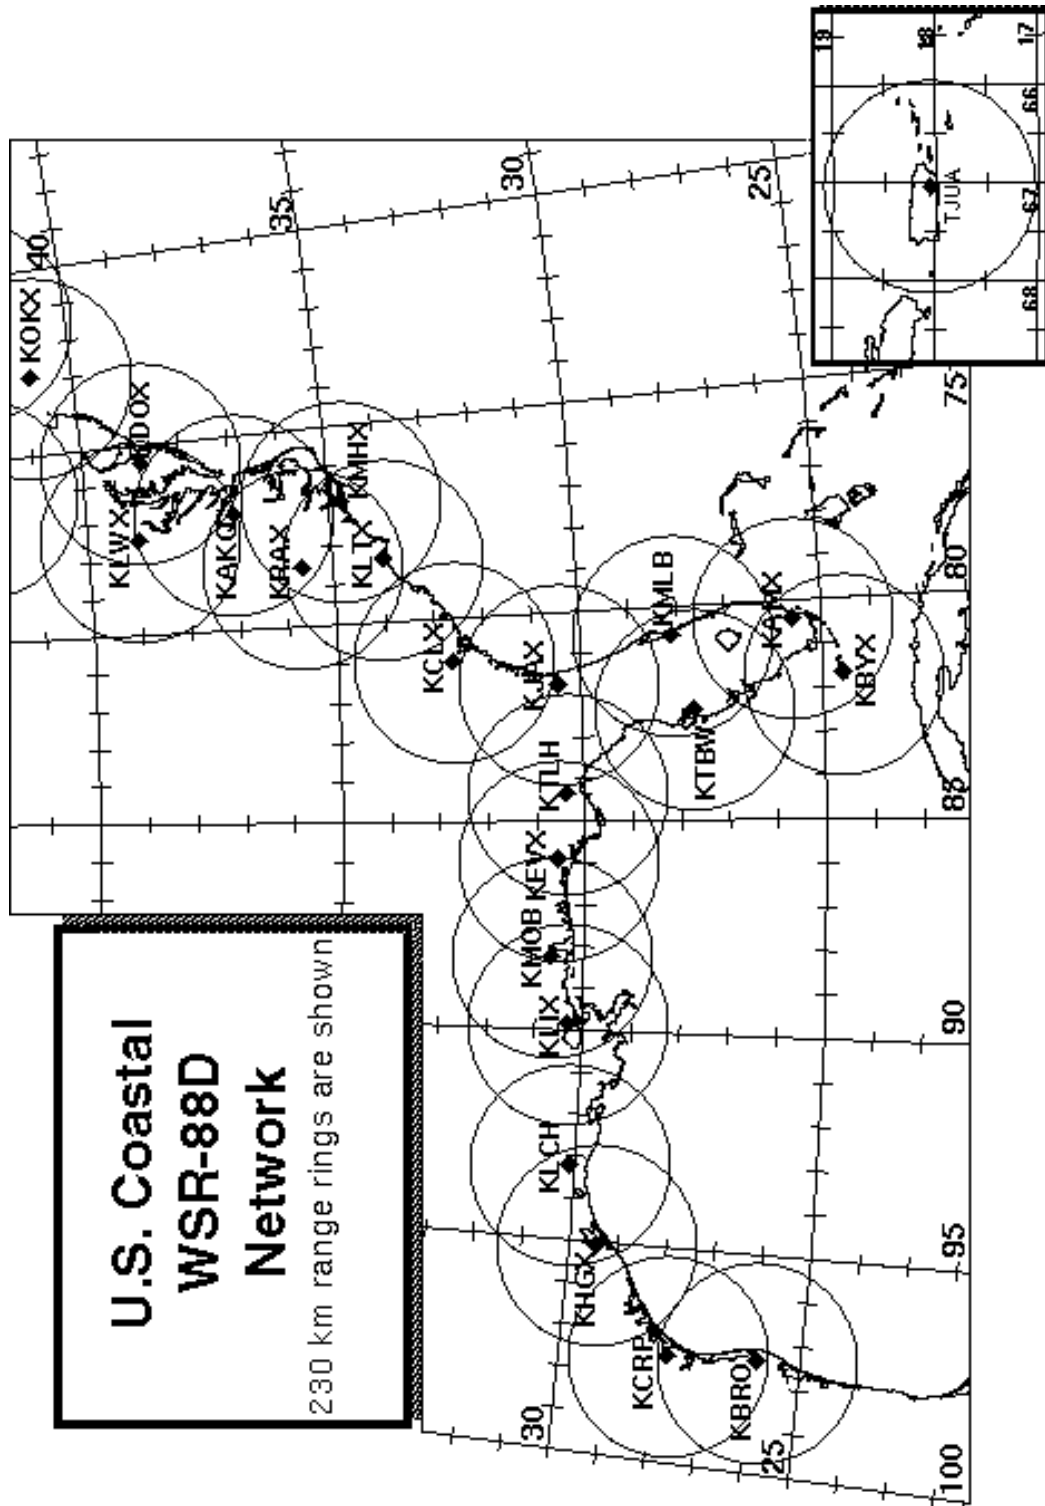 U.S. Coastal
WSR-88D
Network
230 km range rings are shown
40
35
30
25
KOKX
DOX
KLWX
KAKQ
KRAX
KMHX
KLTX
KCLX
KJAX
KMLB
KAMX
KBYX
KTBW
KTLH
KEVX
KMOB
KLIX
KLCH
KHGX
KCRP
KBRO
30
25
75
80
85
90
95
100
19
18
17
66
67
68
TJUA